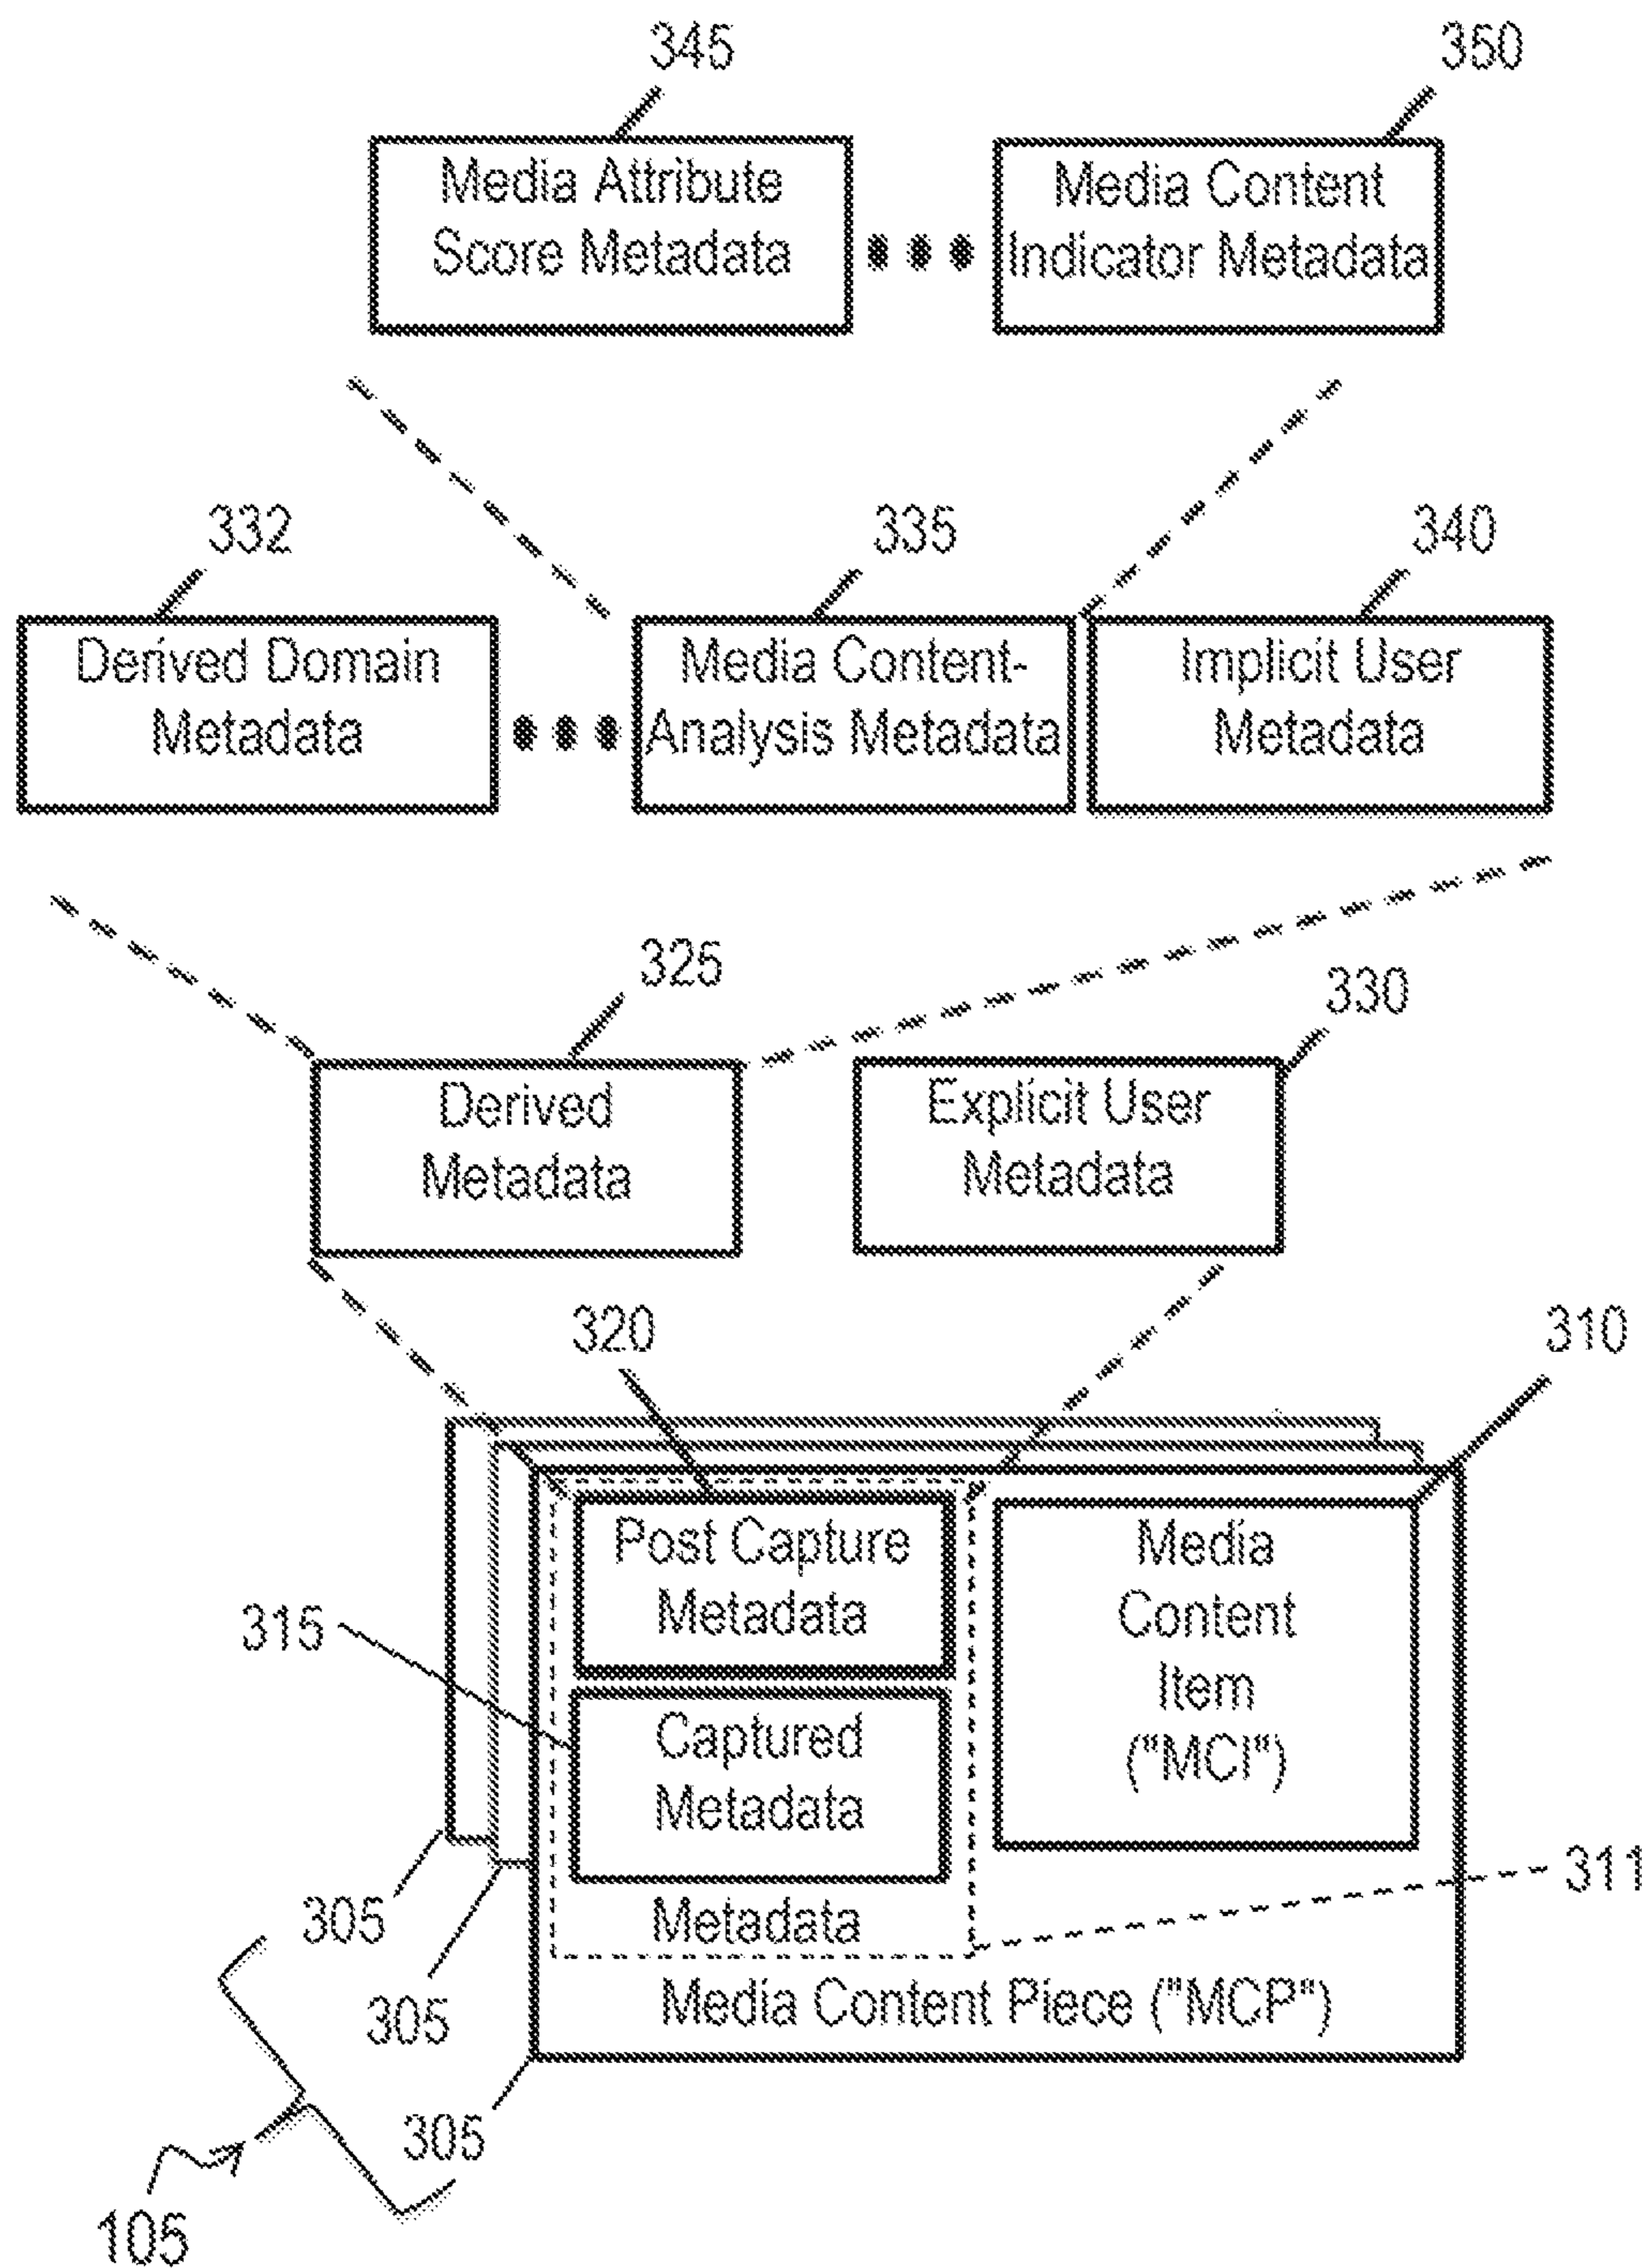 345
350
Media Attribute
Score Metadata
Media Content
Indicator Metadata
332
335
340
Derived Domain
Metadata
Media Content-
Analysis Metadata
Implicit User
Metadata
325
330
Derived
Metadata
Explicit User
Metadata
320
310
Post Capture
Metadata
Media
Content
Item
("MCI")
315
Captured
Metadata
311
Metadata
305
Media Content Piece ("MCP")
305
305
105